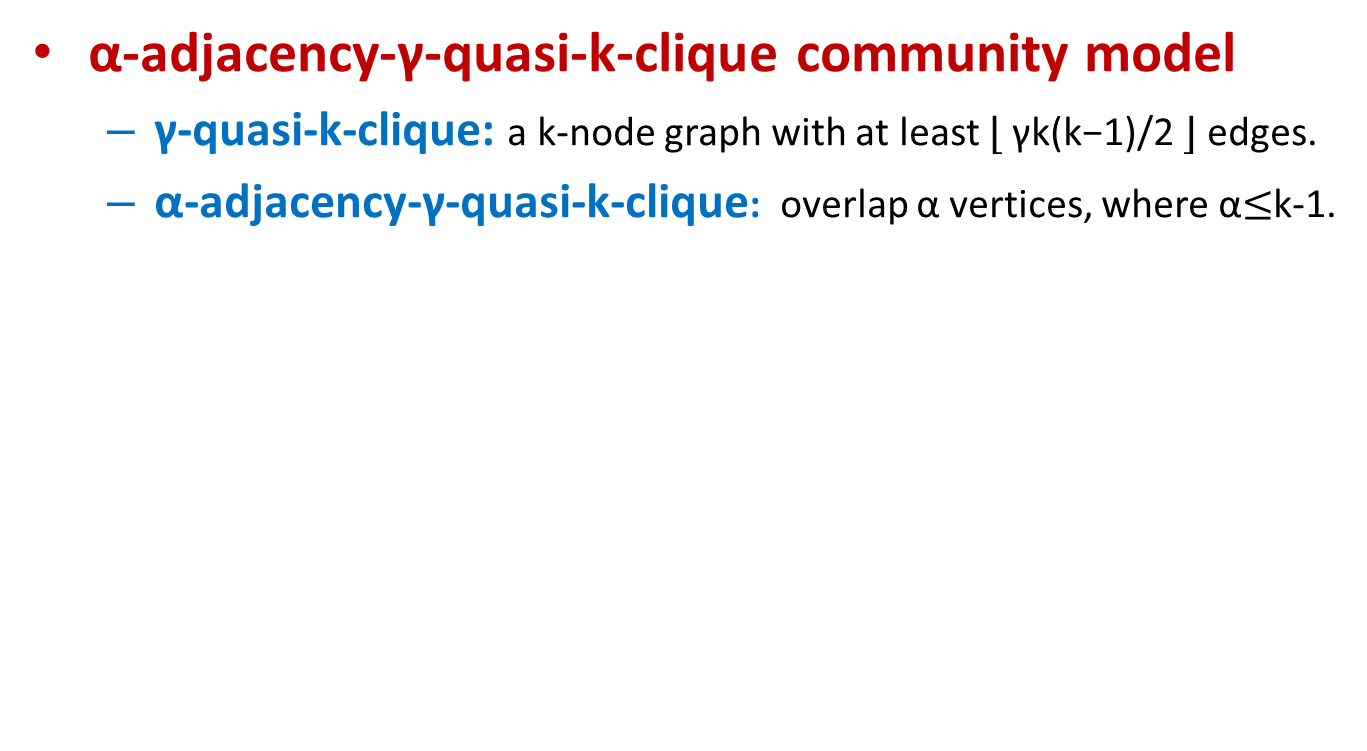 • α-adjacency-γ-quasi-k-clique community model
– γ-quasi-k-clique: a k-node graph with at least ⌊ γk(k−1)/2 ⌋ edges.
– α-adjacency-γ-quasi-k-clique: overlap α vertices, where α≤k-1.